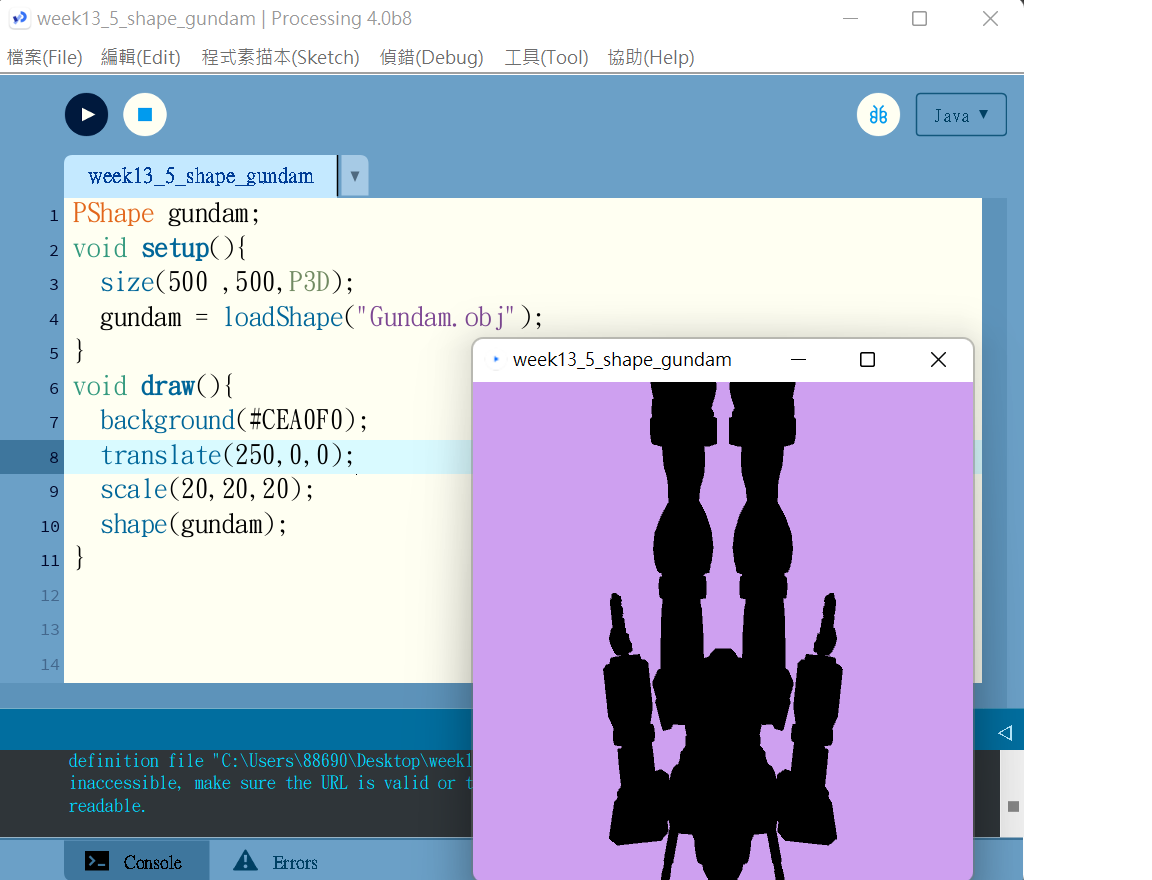 week13_5_shape_gundam | Processing 4.0b8
檔案(File) 編輯(Edit) 程式素描本(Sketch) 偵錯(Debug) 工具(Tool) 協助(Help)
Java ▼
week13_5_shape_gundam ▼
1 PShape gundam;
2 void setup(){
3 size(500 ,500,P3D);
4 gundam = loadShape("Gundam.obj");
5 }
6 void draw(){
7 background(#CEA0F0);
8 translate(250,0,0);
9 scale(20,20,20);
10 shape(gundam);
11 }
12
13
14
week13_5_shape_gundam
definition file "C:\Users\88690\Desktop\week1
inaccessible, make sure the URL is valid or t
readable.
Console Errors